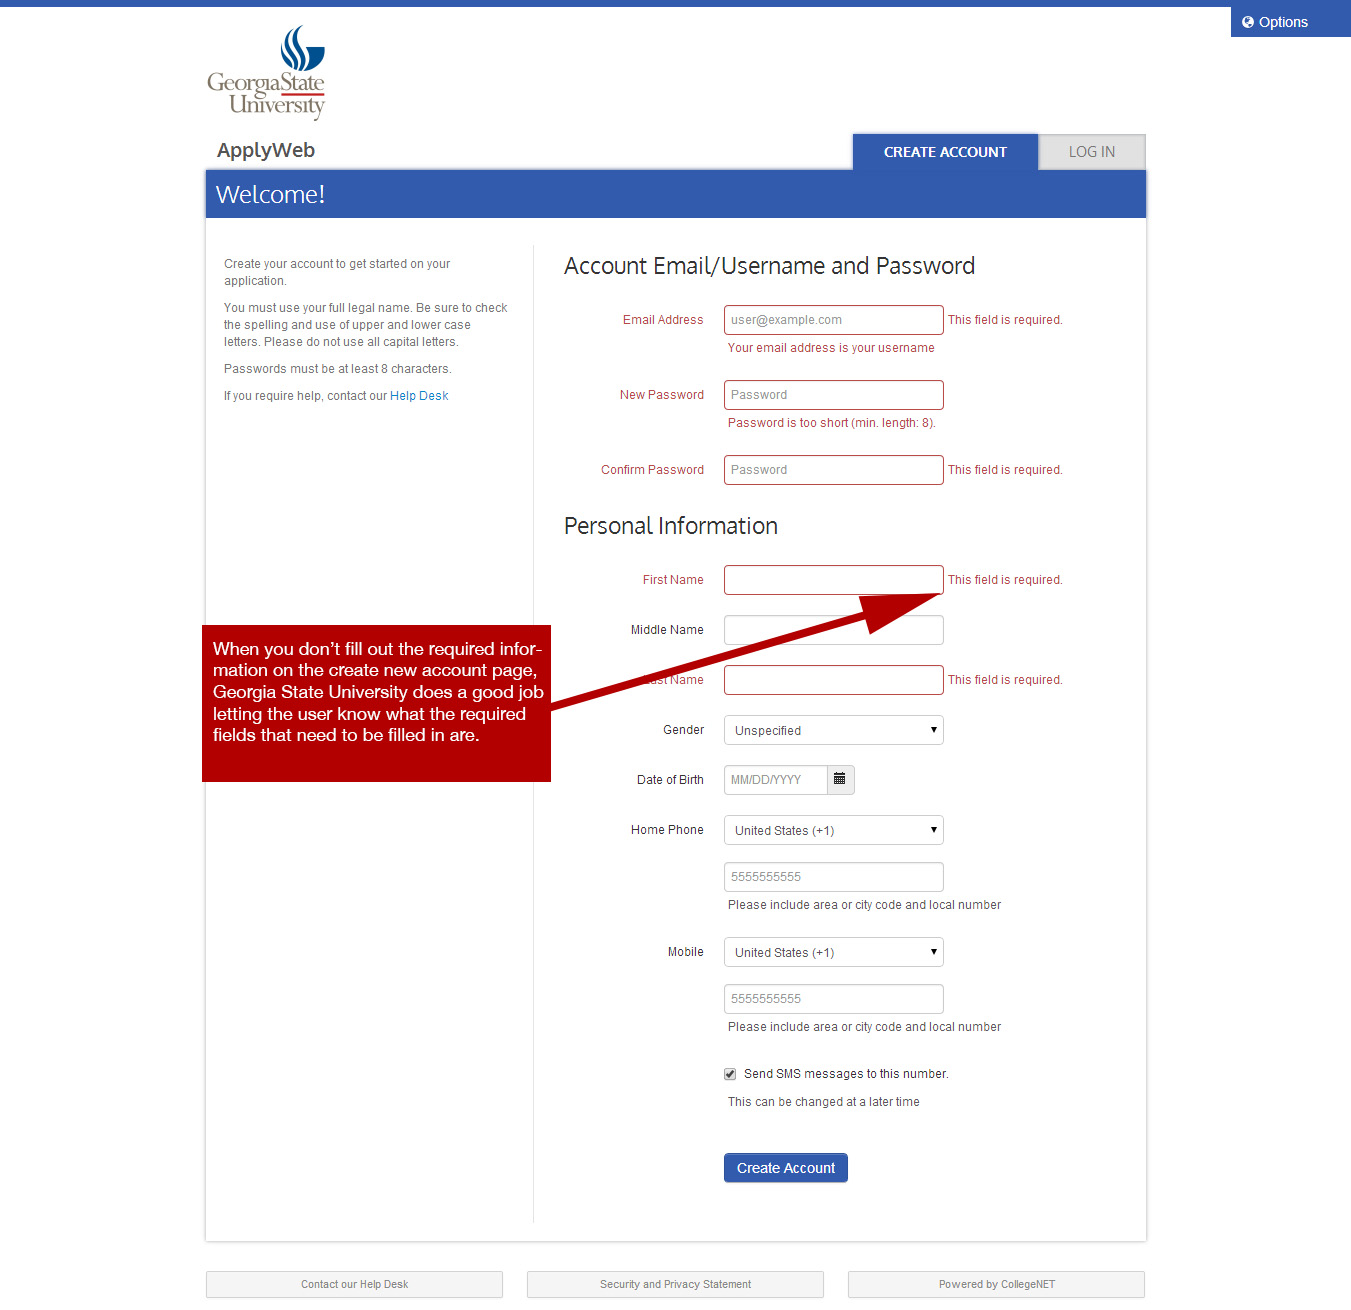 Options
GeorgiaState
University
ApplyWeb
CREATE ACCOUNT
LOG IN
Welcome!
Create your account to get started on your
application.
You must use your full legal name. Be sure to check
the spelling and use of upper and lower case
letters. Please do not use all capital letters.
Passwords must be at least 8 characters.
If you require help, contact our Help Desk
Account Email/Username and Password
Email Address user@example.com This field is required.
Your email address is your username
New Password Password
Password is too short (min. length: 8).
Confirm Password Password This field is required.
Personal Information
First Name This field is required.
Middle Name
Last Name This field is required.
When you don't fill out the required infor-
mation on the create new account page,
Georgia State University does a good job
letting the user know what the required
fields that need to be filled in are.
Gender Unspecified
Date of Birth MM/DD/YYYY
Home Phone United States (+1)
5555555555
Please include area or city code and local number
Mobile United States (+1)
5555555555
Please include area or city code and local number
Send SMS messages to this number.
This can be changed at a later time
Create Account
Contact our Help Desk
Security and Privacy Statement
Powered by CollegeNET